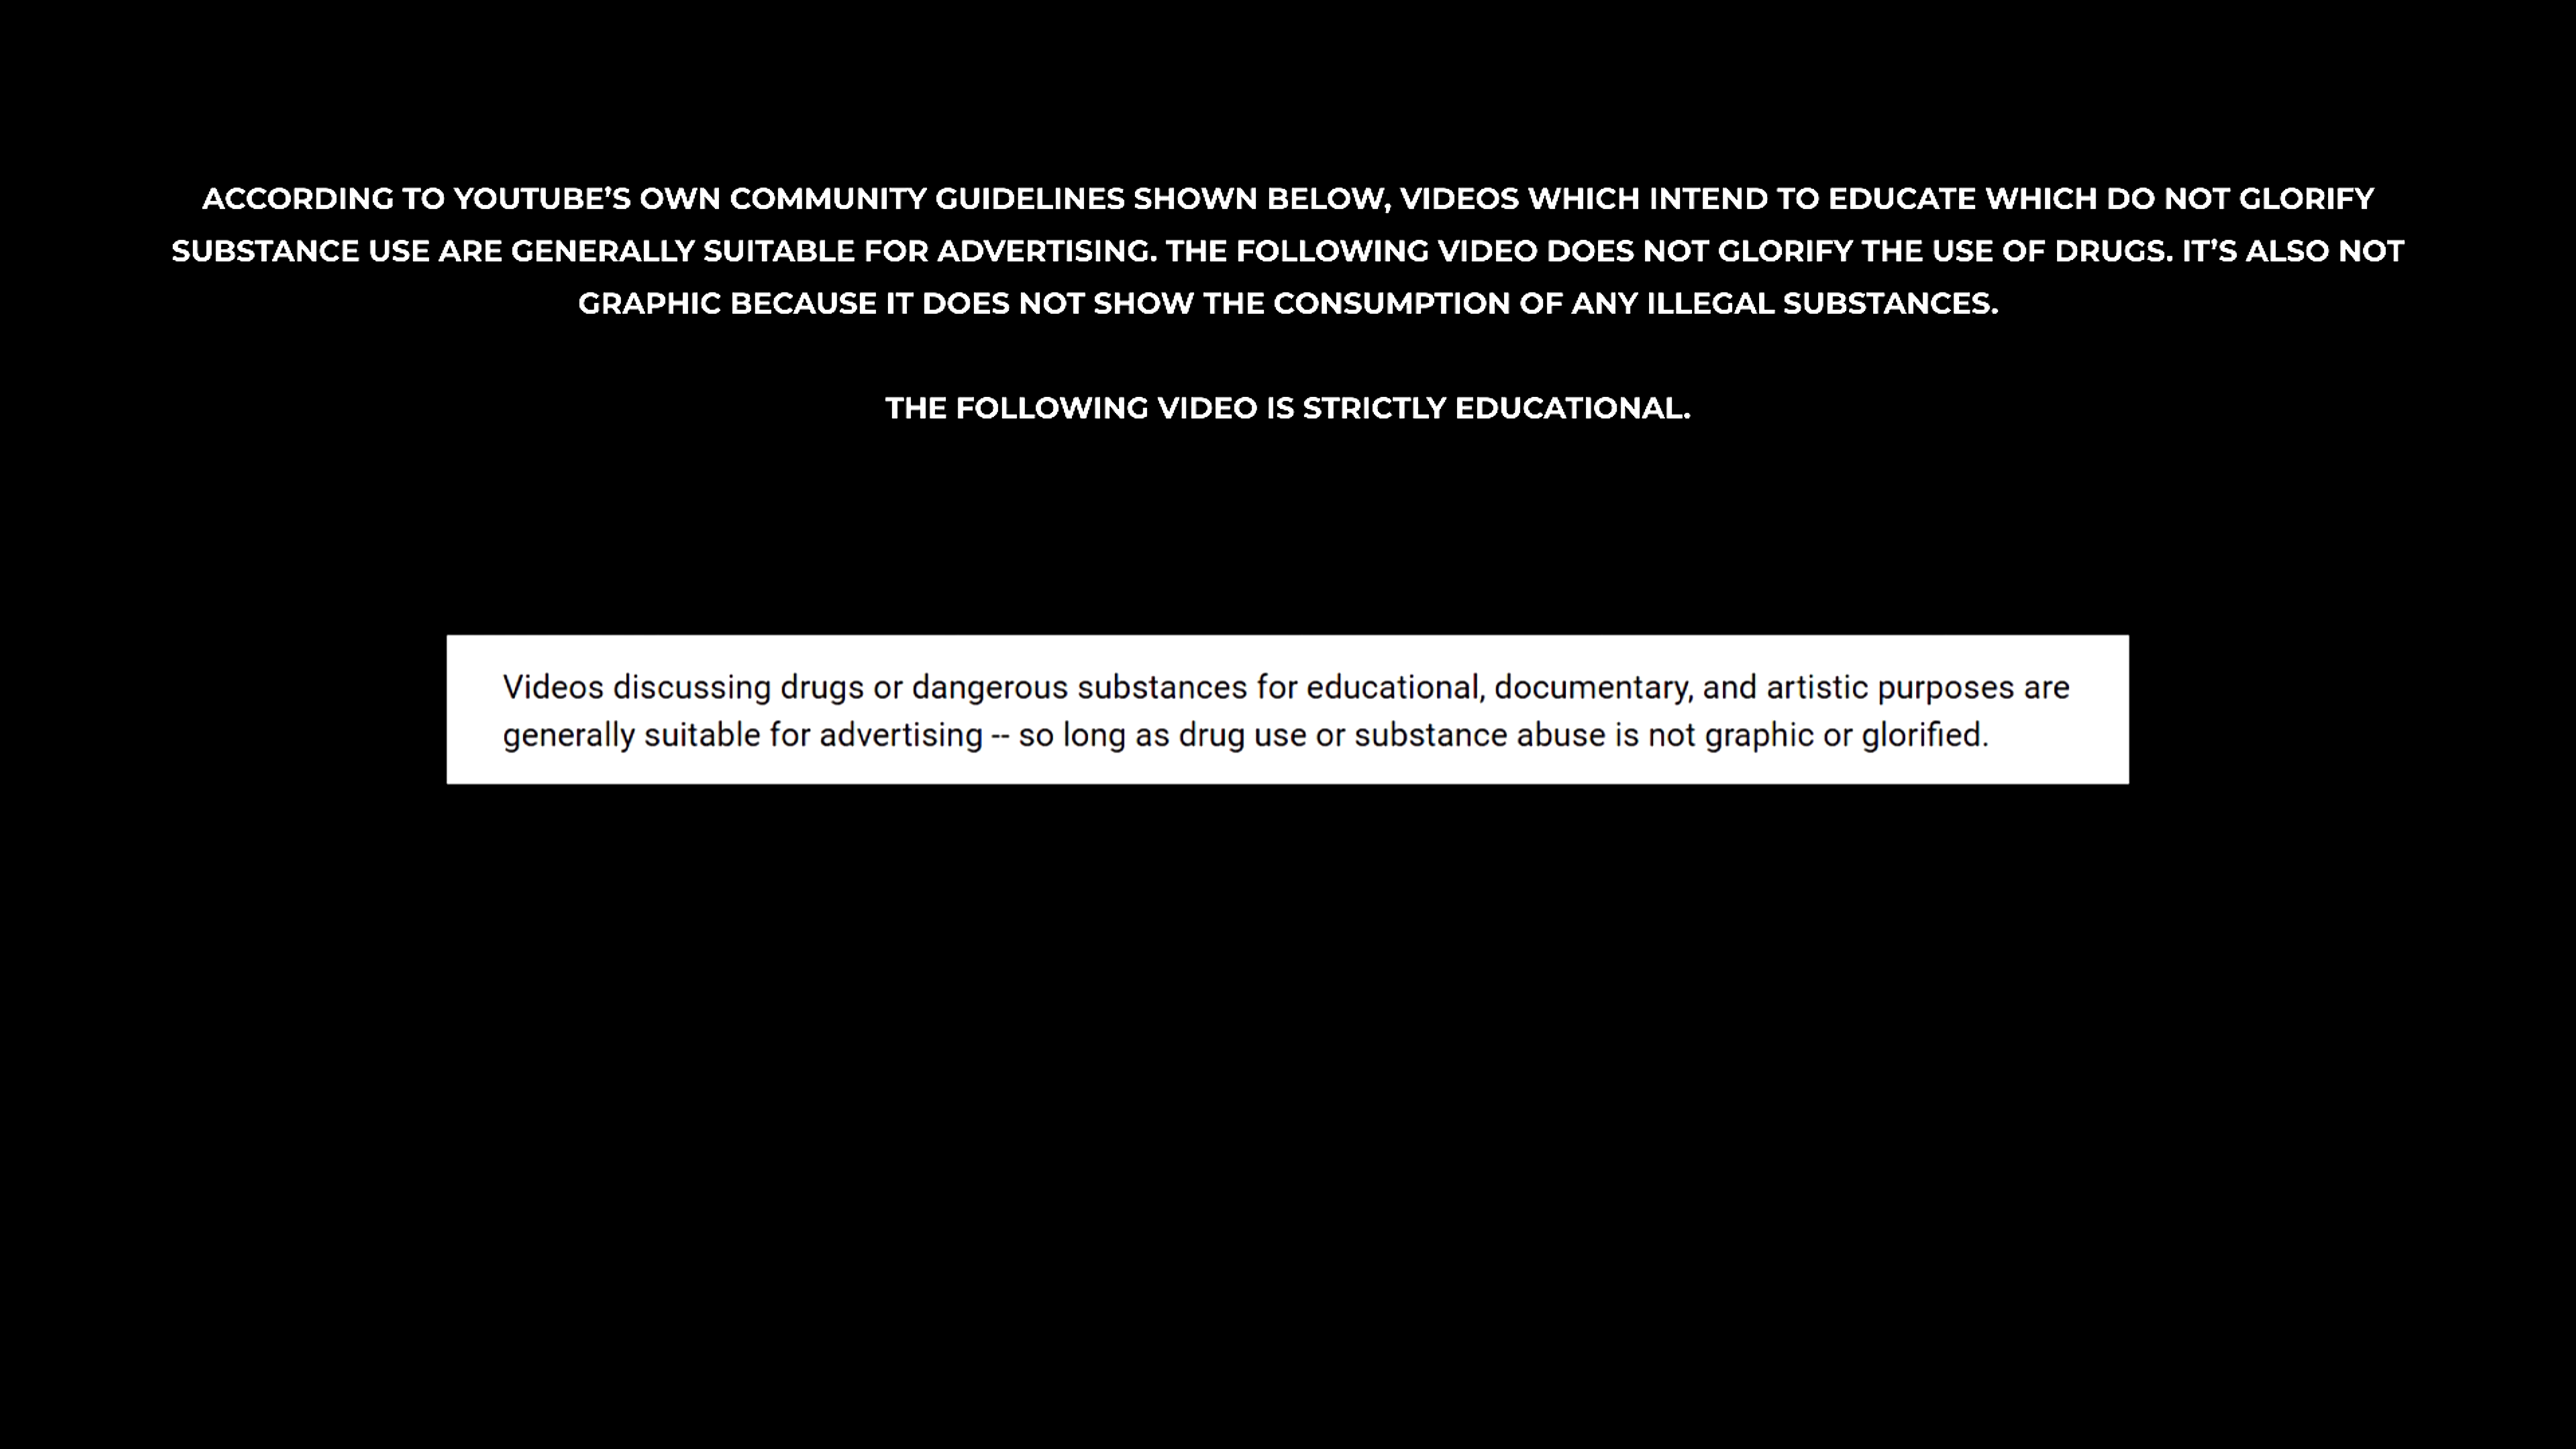 ACCORDING TO YOUTUBE’S OWN COMMUNITY GUIDELINES SHOWN BELOW, VIDEOS WHICH INTEND TO EDUCATE WHICH DO NOT GLORIFY
SUBSTANCE USE ARE GENERALLY SUITABLE FOR ADVERTISING. THE FOLLOWING VIDEO DOES NOT GLORIFY THE USE OF DRUGS. IT’S ALSO NOT
GRAPHIC BECAUSE IT DOES NOT SHOW THE CONSUMPTION OF ANY ILLEGAL SUBSTANCES.
THE FOLLOWING VIDEO IS STRICTLY EDUCATIONAL.
Videos discussing drugs or dangerous substances for educational, documentary, and artistic purposes are
generally suitable for advertising -- so long as drug use or substance abuse is not graphic or glorified.